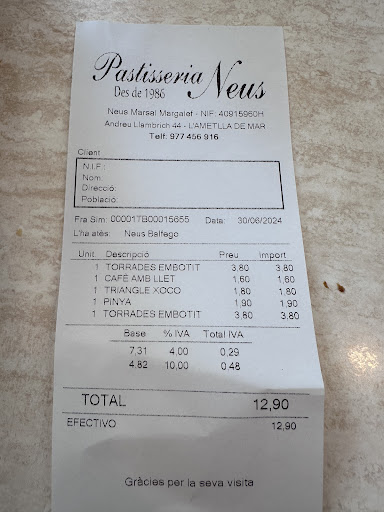 Pastisseria Neus
Des de 1986
Neus Marsal Margalef - NIF: 40915960H
Andreu Llambrich 44 - L'AMETLLA DE MAR
Telf: 977 456 916
Client
N.I.F.:
Nom:
Direcció:
Població:
Fra Sim: 00001TB00015655 Data: 30/06/2024
L'ha atès: Neus Balfego
Unit. Descripció Preu Import
1 TORRADES EMBOTIT 3,80 3,80
1 CAFE AMB LLET 1,60 1,60
1 TRIANGLE XOCO 1,80 1,80
1 PINYA 1,90 1,90
1 TORRADES EMBOTIT 3,80 3,80
Base % IVA Total IVA
7,31 4,00 0,29
4,82 10,00 0,48
TOTAL 12,90
EFECTIVO 12,90
Gràcies per la seva visita